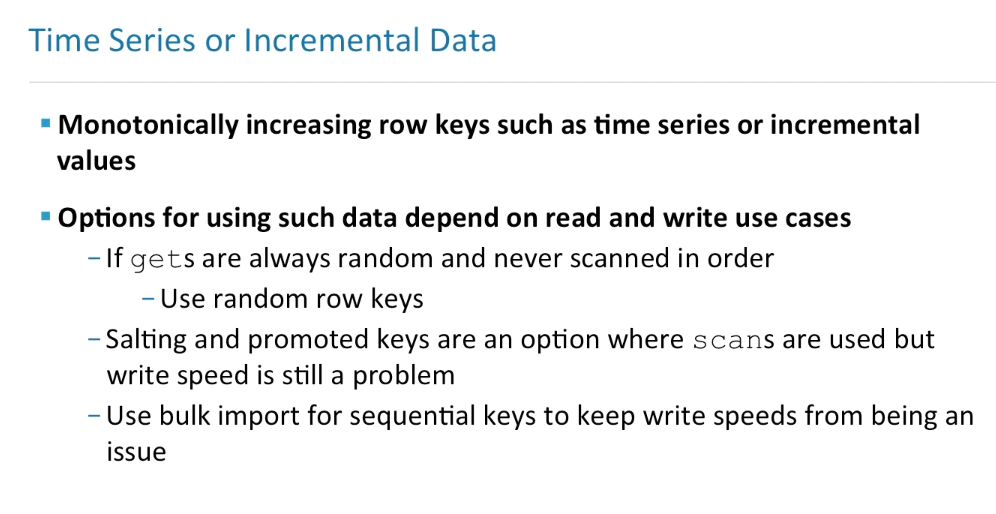 Time Series or Incremental Data
▪ Monotonically increasing row keys such as time series or incremental
values
▪ Options for using such data depend on read and write use cases
– If gets are always random and never scanned in order
– Use random row keys
– Salting and promoted keys are an option where scans are used but
write speed is still a problem
– Use bulk import for sequential keys to keep write speeds from being an
issue